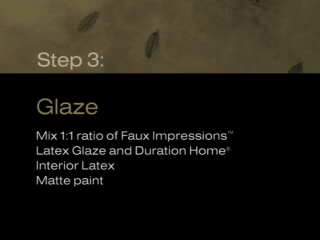 Step 3:
Glaze
Mix 1:1 ratio of Faux Impressions™
Latex Glaze and Duration Home®
Interior Latex
Matte paint